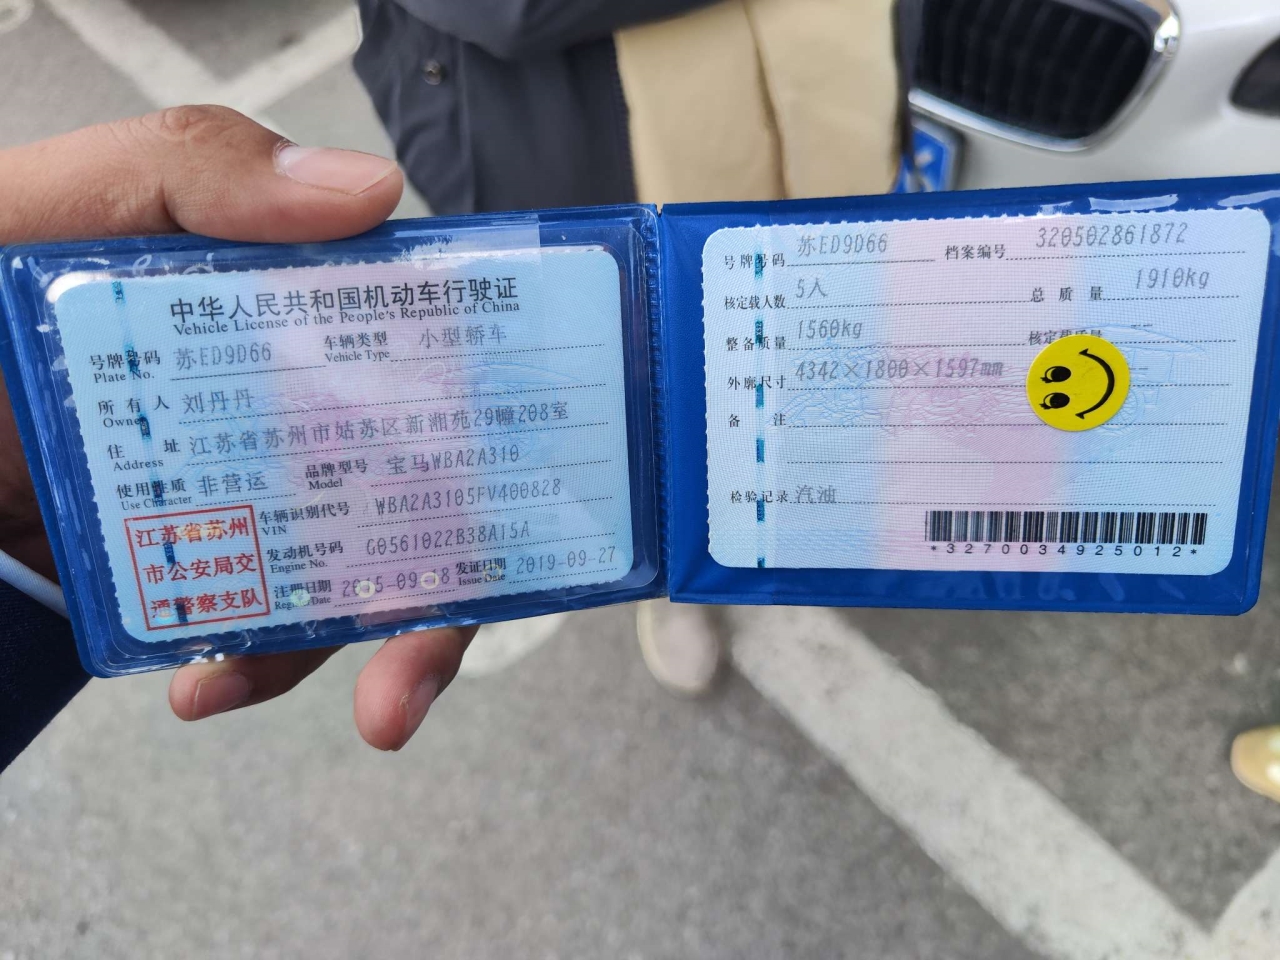 中华人民共和国机动车行驶证
Vehicle License of the People's Republic of China
号牌号码 苏ED9D66 车辆类型 小型轿车
Plate No. Vehicle Type
所有人 刘丹丹
Owner
住址 江苏省苏州市姑苏区新湘苑29幢208室
Address
使用性质 非营运 品牌型号 宝马WBA2A310
Use Character Model
车辆识别代号 WBA2A3105FV400828
VIN
发动机号码 G0561022B38A15A
Engine No.
注册日期 发证日期 2019-09-27
Date Issue Date
江苏省苏州
市公安局交
通警察支队
号牌号码 苏ED9D66 档案编号 320502861872
核定载人数 5人 总质量 1910kg
整备质量 1560kg 核定载质量 --
外廓尺寸 4342×1800×1597mm
备注
检验记录 汽油
*3270034925012*